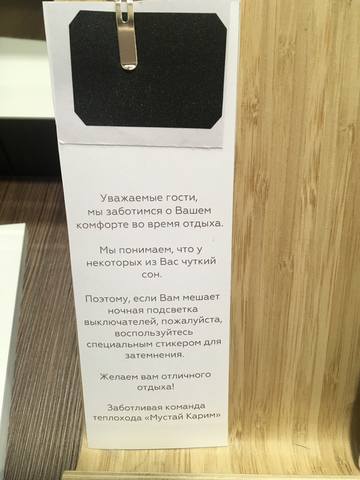 Уважаемые гости,
мы заботимся о Вашем
комфорте во время отдыха.
Мы понимаем, что у
некоторых из Вас чуткий
сон.
Поэтому, если Вам мешает
ночная подсветка
выключателей, пожалуйста,
воспользуйтесь
специальным стикером для
затемнения.
Желаем вам отличного
отдыха!
Заботливая команда
теплохода «Мустай Карим»